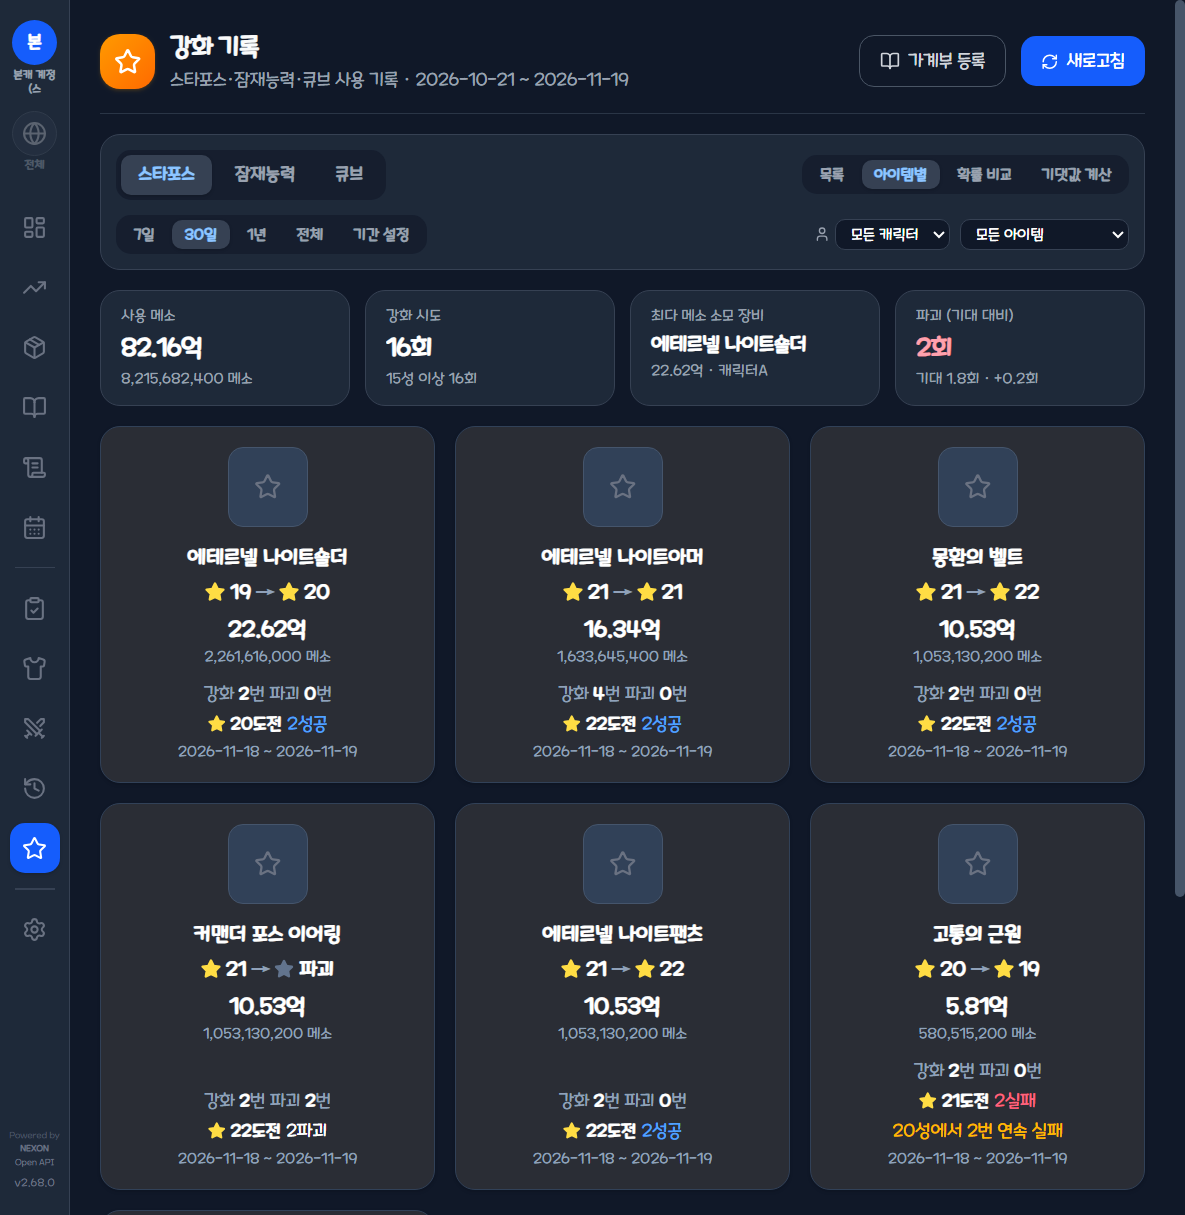 본
본캐 계정
(스
전체
Powered by
NEXON
Open API
v2.68.0
강화 기록
스타포스·잠재능력·큐브 사용 기록 · 2026-10-21 ~ 2026-11-19
가계부 등록
새로고침
스타포스 잠재능력 큐브
목록 아이템별 확률 비교 기댓값 계산
7일 30일 1년 전체 기간 설정
모든 캐릭터 모든 아이템
사용 메소
82.16억
8,215,682,400 메소
강화 시도
16회
15성 이상 16회
최다 메소 소모 장비
에테르넬 나이트숄더
22.62억 · 캐릭터A
파괴 (기대 대비)
2회
기대 1.8회 · +0.2회
에테르넬 나이트숄더
19 → 20
22.62억
2,261,616,000 메소
강화 2번 파괴 0번
20도전 2성공
2026-11-18 ~ 2026-11-19
에테르넬 나이트아머
21 → 21
16.34억
1,633,645,400 메소
강화 4번 파괴 0번
22도전 2성공
2026-11-18 ~ 2026-11-19
몽환의 벨트
21 → 22
10.53억
1,053,130,200 메소
강화 2번 파괴 0번
22도전 2성공
2026-11-18 ~ 2026-11-19
커맨더 포스 이어링
21 → 파괴
10.53억
1,053,130,200 메소
강화 2번 파괴 2번
22도전 2파괴
2026-11-18 ~ 2026-11-19
에테르넬 나이트팬츠
21 → 22
10.53억
1,053,130,200 메소
강화 2번 파괴 0번
22도전 2성공
2026-11-18 ~ 2026-11-19
고통의 근원
20 → 19
5.81억
580,515,200 메소
강화 2번 파괴 0번
21도전 2실패
20성에서 2번 연속 실패
2026-11-18 ~ 2026-11-19